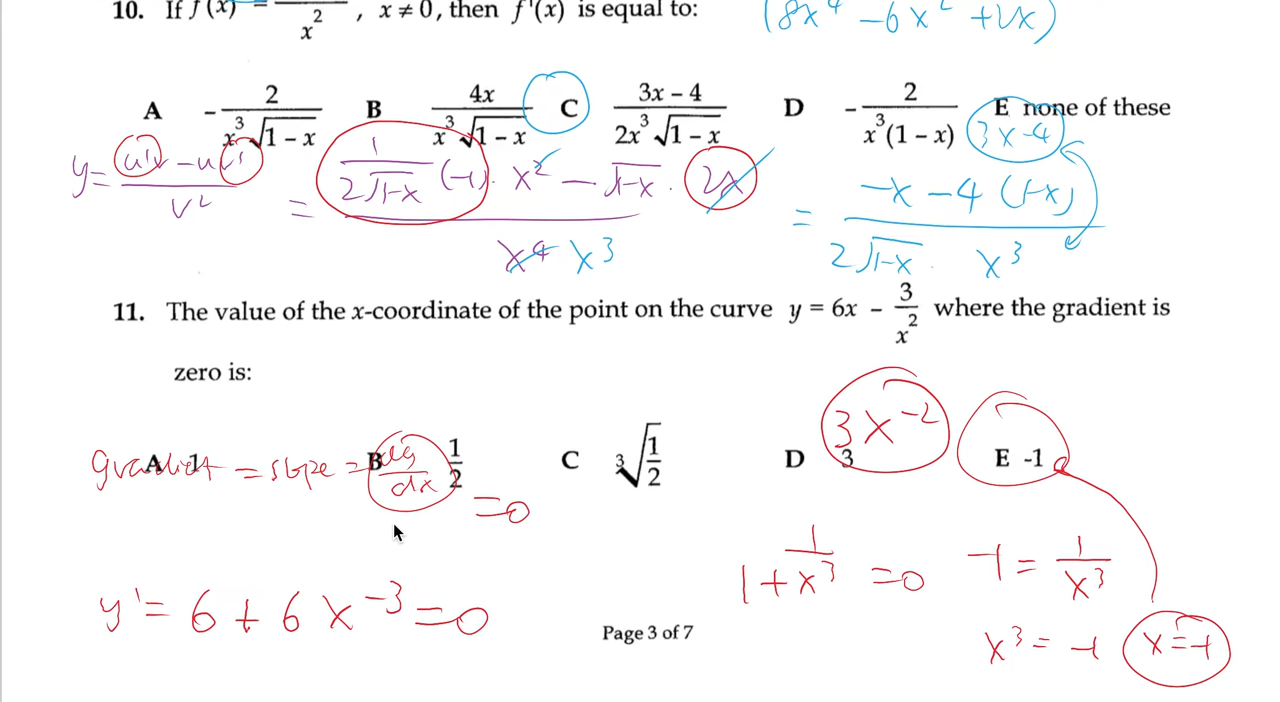 10. If f(x) = 2 / x , x ≠ 0, then f'(x) is equal to: (8x⁴ - 6x² + 2x)
A - 2 / x³√(1 - x) B 4x / x³√(1 - x) C (3x - 4) / 2x³√(1 - x) D - 2 / x³(1 - x) E none of these
3x-4
y = (u'v - uv') / v² = (1 / 2√(1-x) (-1) · x² - √(1-x) · 2x) / x⁴ x³ = (-x - 4(1-x)) / 2√(1-x) · x³
11. The value of the x-coordinate of the point on the curve y = 6x - 3 / x² where the gradient is
zero is:
3x⁻²
A 1 B 1/2 C ³√(1/2) D 3 E -1
gradient = slope = dy/dx = 0
1 + 1/x³ = 0 -1 = 1/x³
y' = 6 + 6x⁻³ = 0
x³ = -1 x = -1
Page 3 of 7